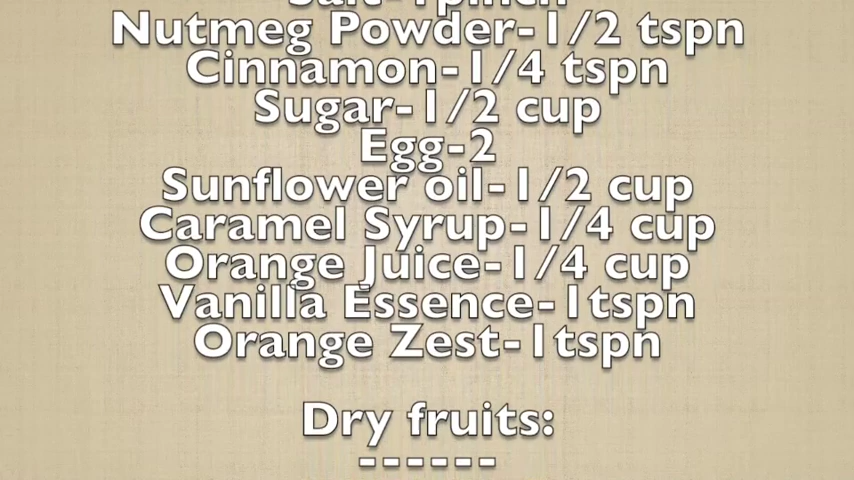 Salt-1pinch
Nutmeg Powder-1/2 tspn
Cinnamon-1/4 tspn
Sugar-1/2 cup
Egg-2
Sunflower oil-1/2 cup
Caramel Syrup-1/4 cup
Orange Juice-1/4 cup
Vanilla Essence-1tspn
Orange Zest-1tspn
Dry fruits:
------